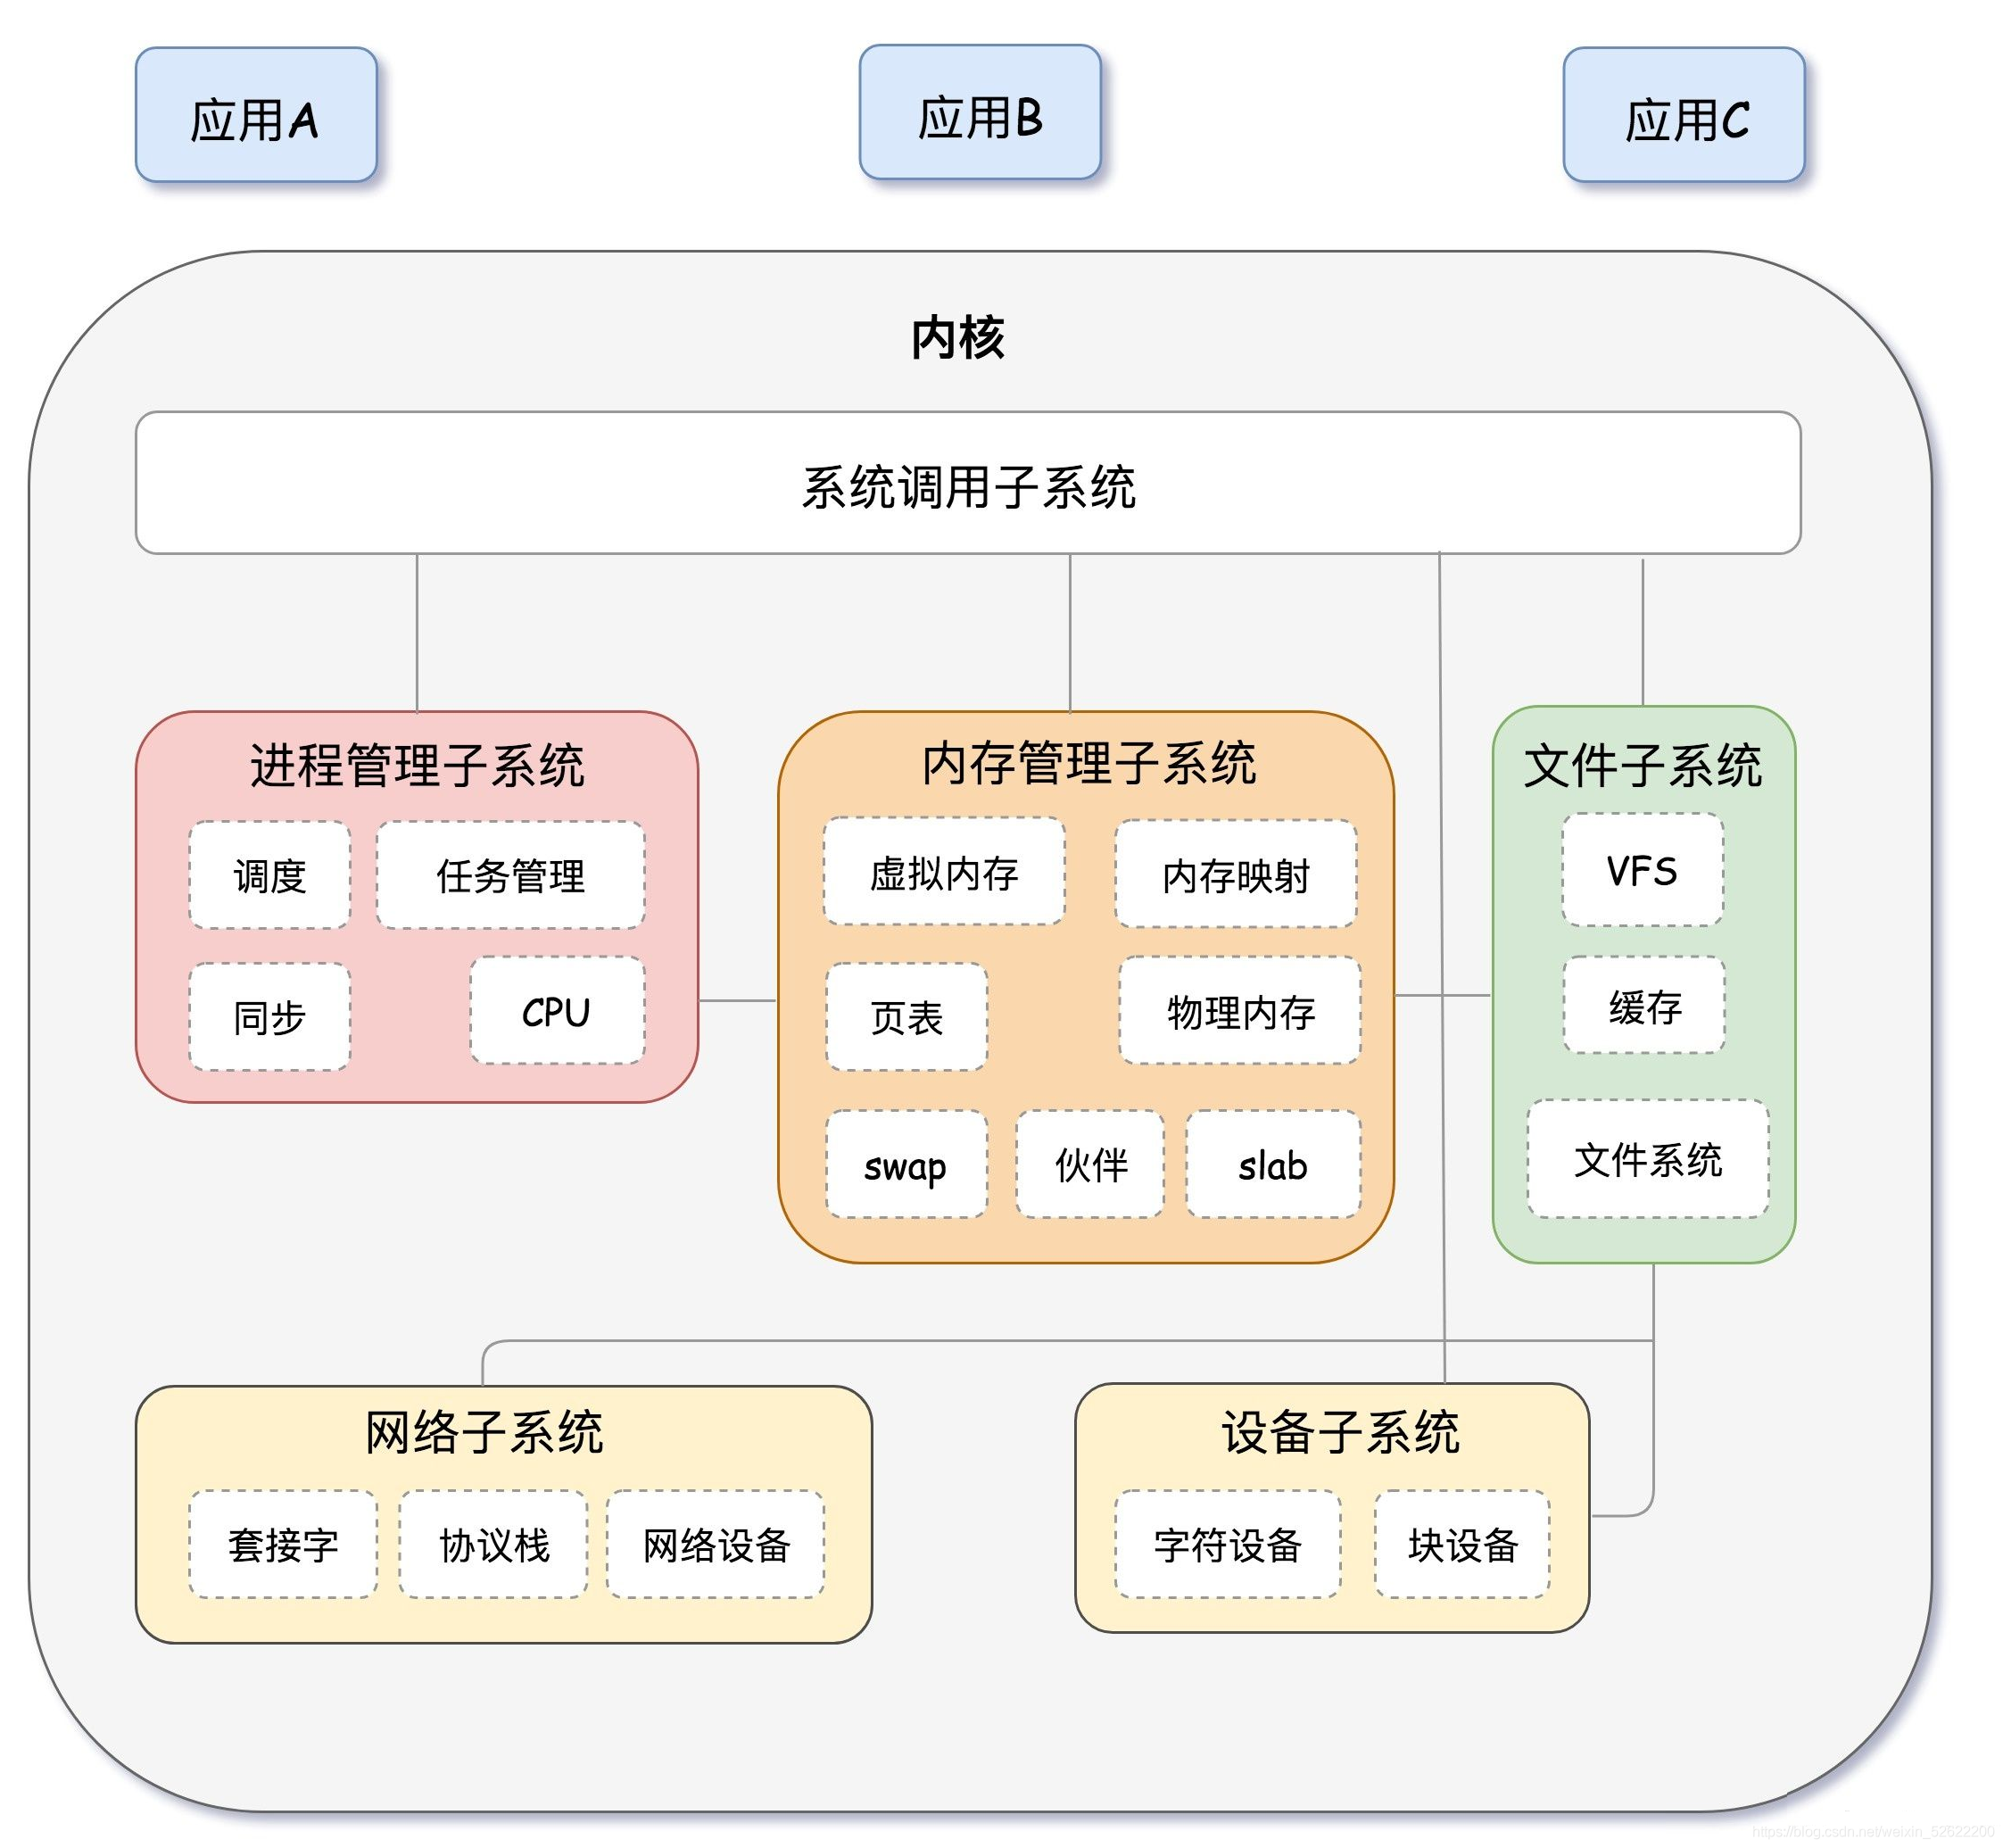 应用A
应用B
应用C
内核
系统调用子系统
进程管理子系统
调度
任务管理
同步
CPU
内存管理子系统
虚拟内存
内存映射
页表
物理内存
swap
伙伴
slab
文件子系统
VFS
缓存
文件系统
网络子系统
套接字
协议栈
网络设备
设备子系统
字符设备
块设备
https://blog.csdn.net/weixin_52622200